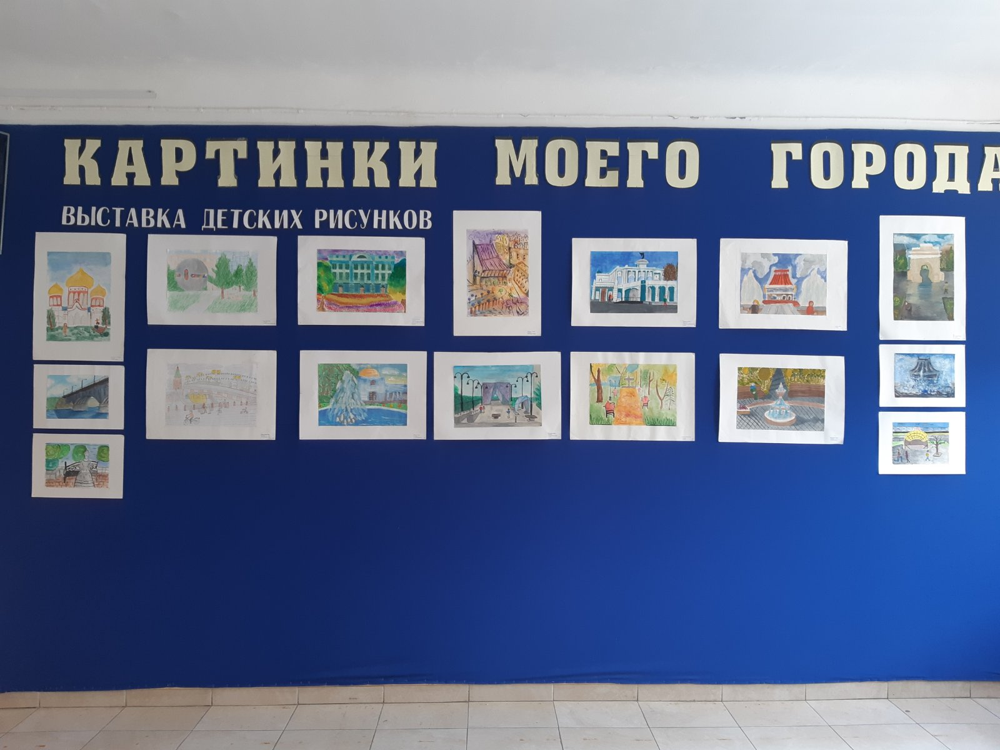 КАРТИНКИ МОЕГО ГОРОДА
ВЫСТАВКА ДЕТСКИХ РИСУНКОВ